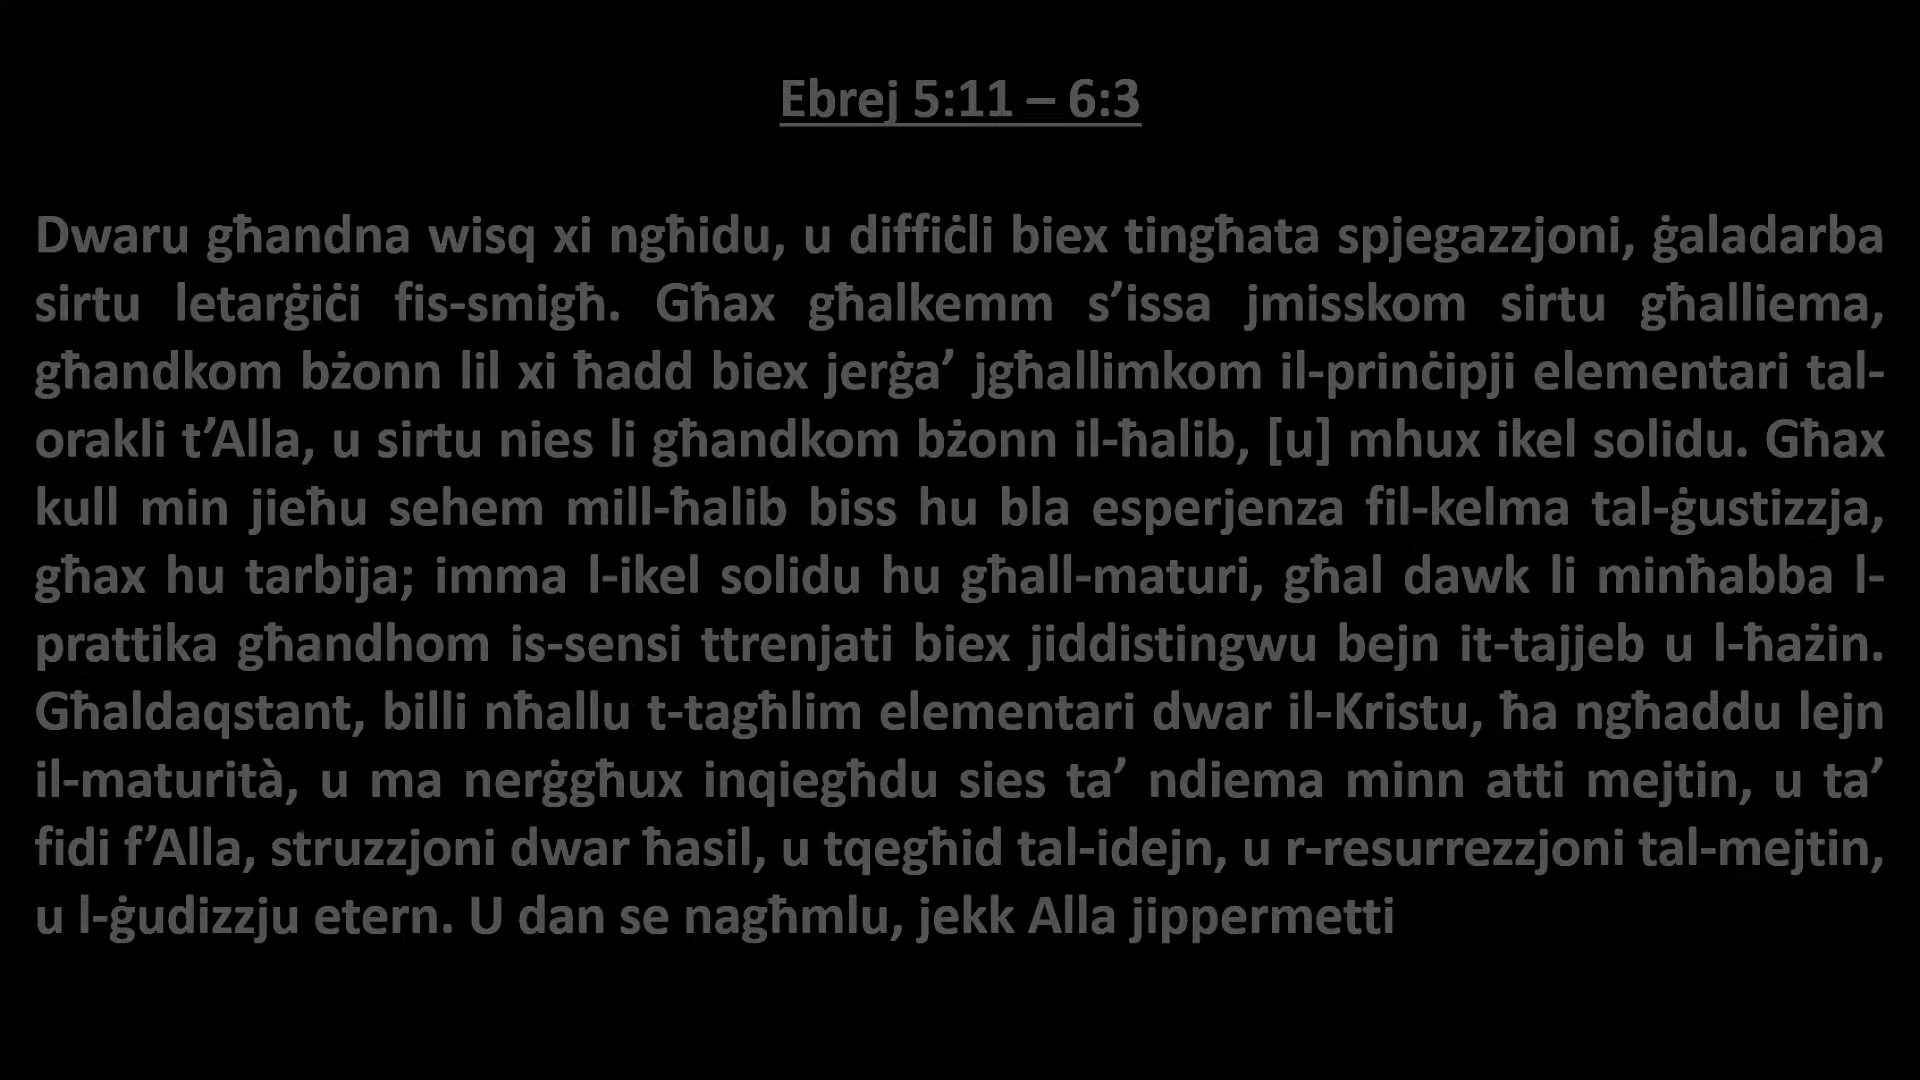 Ebrej 5:11 – 6:3
Dwaru għandna wisq xi ngħidu, u diffiċli biex tingħata spjegazzjoni, ġaladarba
sirtu letarġiċi fis-smigħ. Għax għalkemm s’issa jmisskom sirtu għalliema,
għandkom bżonn lil xi ħadd biex jerġa’ jgħallimkom il-prinċipji elementari tal-
orakli t’Alla, u sirtu nies li għandkom bżonn il-ħalib, [u] mhux ikel solidu. Għax
kull min jieħu sehem mill-ħalib biss hu bla esperjenza fil-kelma tal-ġustizzja,
għax hu tarbija; imma l-ikel solidu hu għall-maturi, għal dawk li minħabba l-
prattika għandhom is-sensi ttrenjati biex jiddistingwu bejn it-tajjeb u l-ħażin.
Għaldaqstant, billi nħallu t-tagħlim elementari dwar il-Kristu, ħa ngħaddu lejn
il-maturità, u ma nerġgħux inqiegħdu sies ta’ ndiema minn atti mejtin, u ta’
fidi f’Alla, struzzjoni dwar ħasil, u tqegħid tal-idejn, u r-resurrezzjoni tal-mejtin,
u l-ġudizzju etern. U dan se nagħmlu, jekk Alla jippermetti